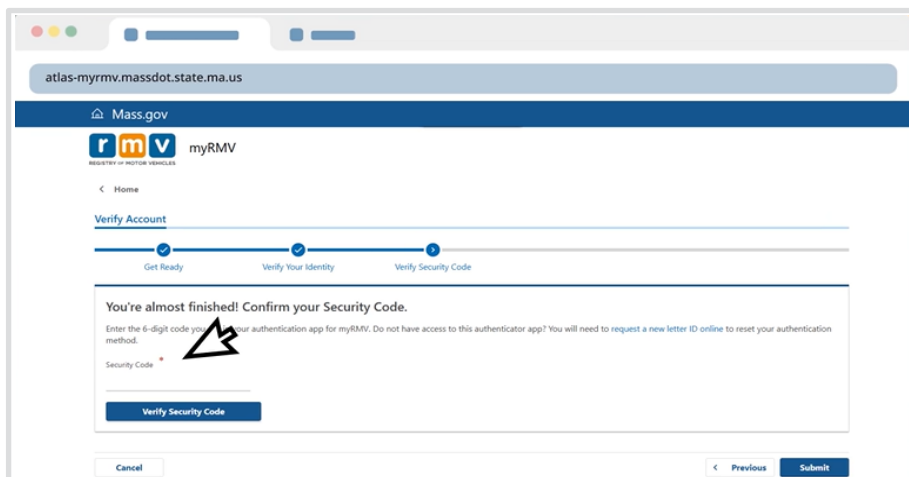 atlas-myrmv.massdot.state.ma.us
Mass.gov
rmv myRMV
REGISTRY OF MOTOR VEHICLES
< Home
Verify Account
Get Ready Verify Your Identity Verify Security Code
You're almost finished! Confirm your Security Code.
Enter the 6-digit code you your authentication app for myRMV. Do not have access to this authenticator app? You will need to request a new letter ID online to reset your authentication
method.
Security Code *
Verify Security Code
Cancel < Previous Submit